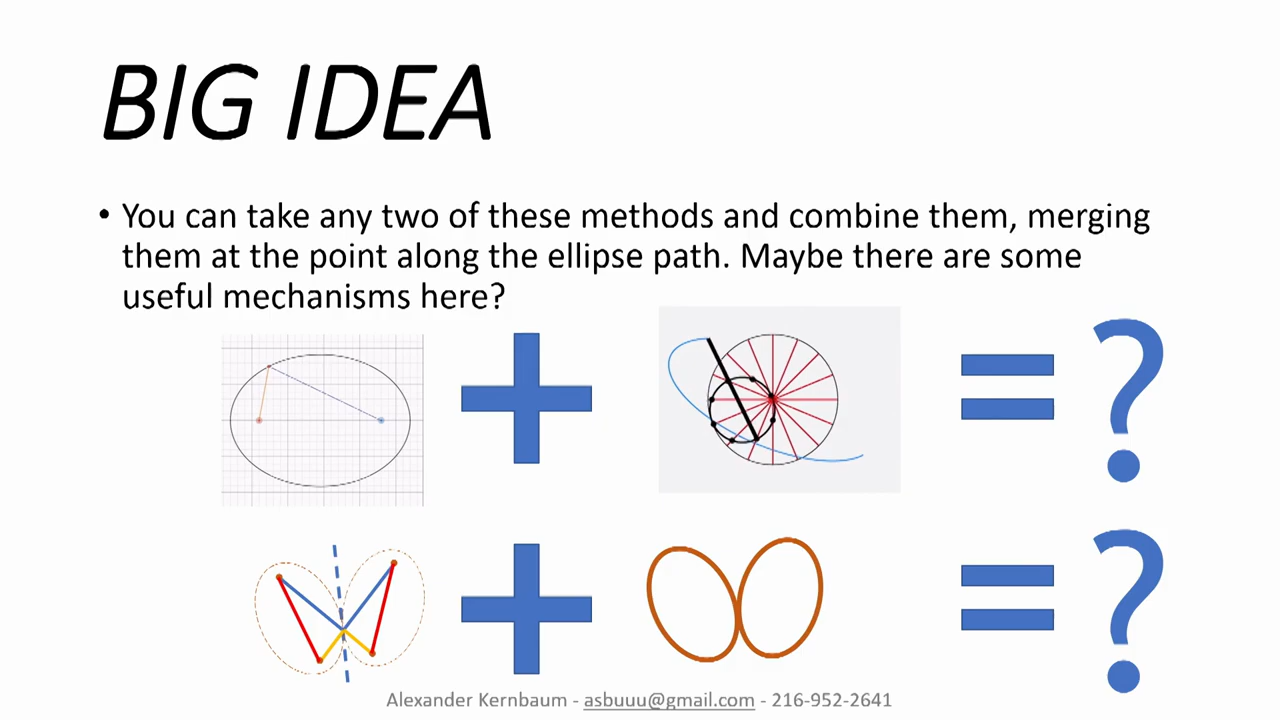 BIG IDEA
• You can take any two of these methods and combine them, merging
them at the point along the ellipse path. Maybe there are some
useful mechanisms here?
?
?
Alexander Kernbaum - asbuuu@gmail.com - 216-952-2641